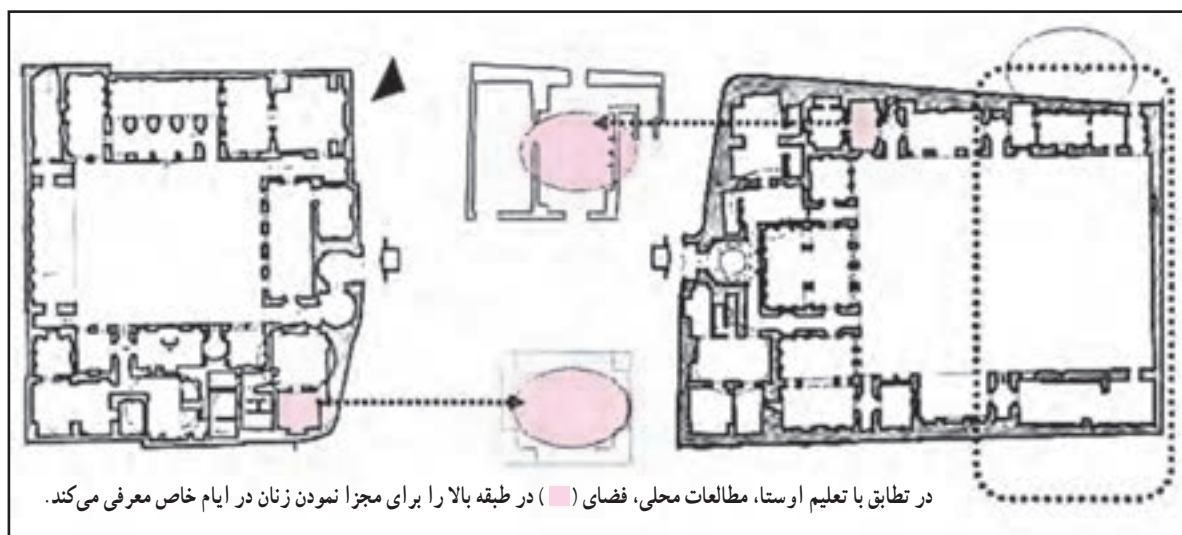 در تطابق با تعلیم اوستا، مطالعات محلی، فضای ( ) در طبقه بالا را برای مجزا نمودن زنان در ایام خاص معرفی می‌کند.